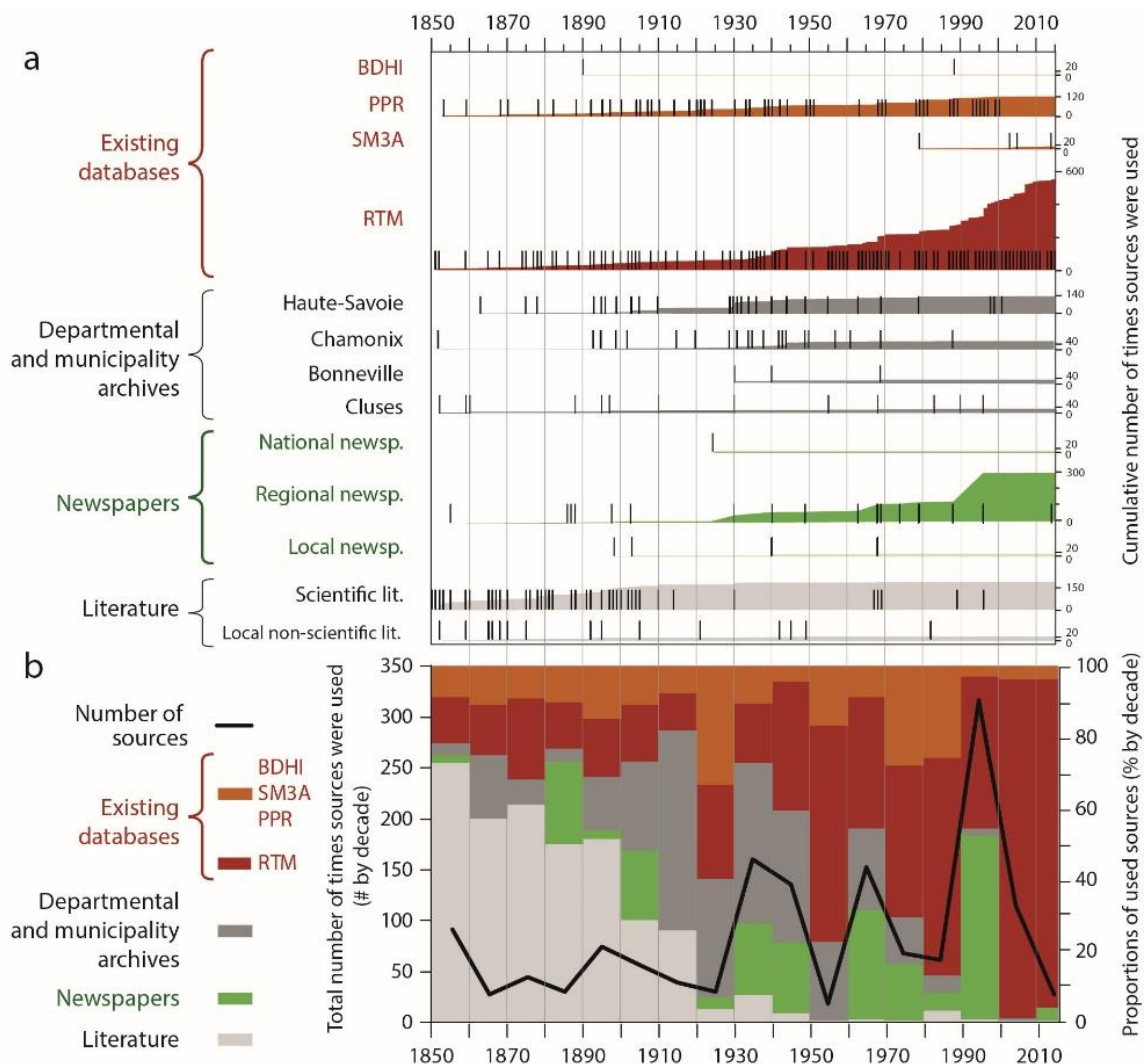 1850 1870 1890 1910 1930 1950 1970 1990 2010
a
Existing
databases
BDHI
20
0
PPR
120
0
SM3A
20
0
RTM
600
0
Departmental
and municipality
archives
Haute-Savoie
140
0
Chamonix
40
0
Bonneville
40
0
Cluses
40
0
Newspapers
National newsp.
20
0
Regional newsp.
300
0
Local newsp.
20
0
Literature
Scientific lit.
150
0
Local non-scientific lit.
20
0
Cumulative number of times sources were used
b
Number of
sources
Existing
databases
BDHI
SM3A
PPR
RTM
Departmental
and municipality
archives
Newspapers
Literature
Total number of times sources were used
(# by decade)
350
300
250
200
150
100
50
0
100
80
60
40
20
0
Proportions of used sources (% by decade)
1850 1870 1890 1910 1930 1950 1970 1990 2010